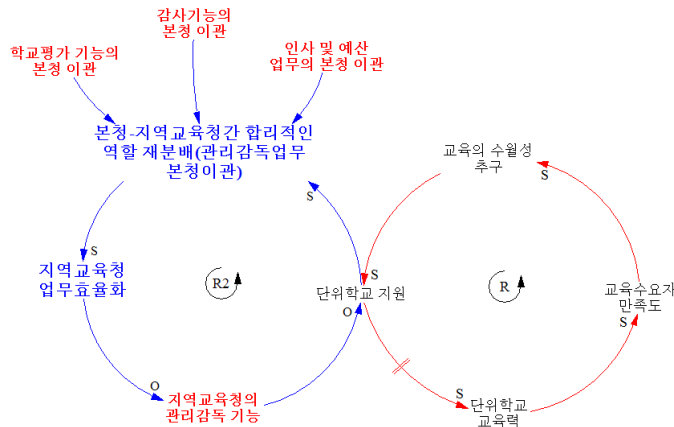 감사기능의
본청 이관
학교평가 기능의
본청 이관
인사 및 예산
업무의 본청 이관
본청-지역교육청간 합리적인
역할 재분배(관리감독업무
본청이관)
교육의 수월성
추구
S
S
S
S
지역교육청
업무효율화
R2
단위학교 지원
R
교육수요자
만족도
O
S
O
S
지역교육청의
관리감독 기능
단위학교
교육력